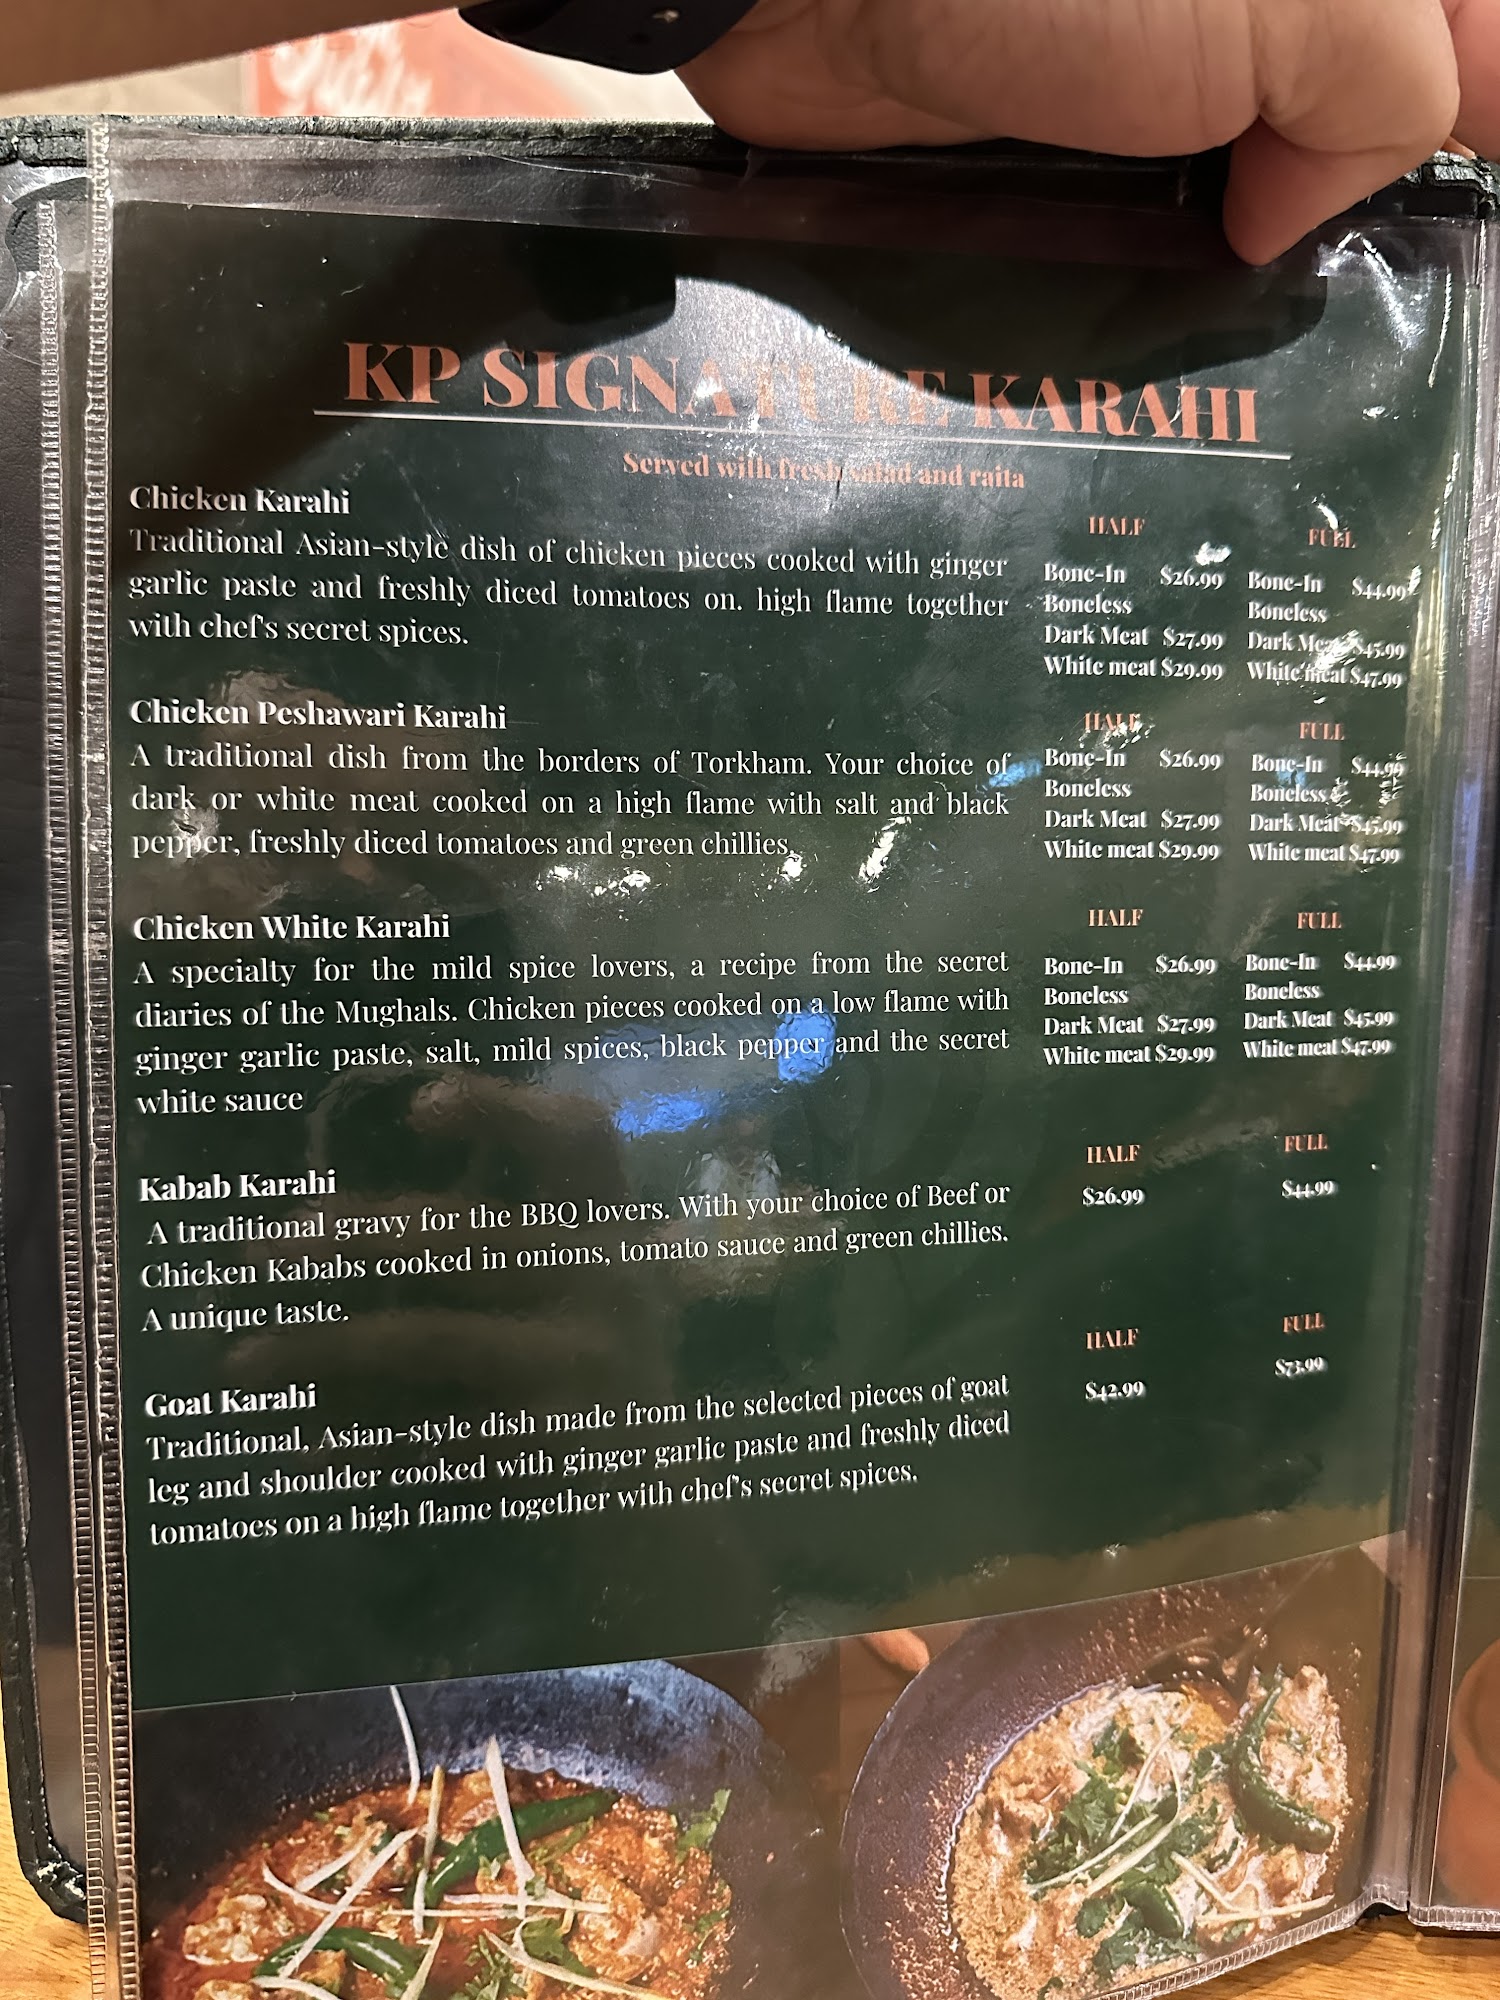 KP SIGNATURE KARAHI
Served with fresh salad and raita
Chicken Karahi
Traditional Asian-style dish of chicken pieces cooked with ginger
garlic paste and freshly diced tomatoes on. high flame together
with chef's secret spices.
HALF FULL
Bone-In $26.99 Bone-In $44.99
Boneless Boneless
Dark Meat $27.99 Dark Meat $45.99
White meat $29.99 White meat $47.99
Chicken Peshawari Karahi
A traditional dish from the borders of Torkham. Your choice of
dark or white meat cooked on a high flame with salt and black
pepper, freshly diced tomatoes and green chillies.
HALF FULL
Bone-In $26.99 Bone-In $44.99
Boneless Boneless
Dark Meat $27.99 Dark Meat $45.99
White meat $29.99 White meat $47.99
Chicken White Karahi
A specialty for the mild spice lovers, a recipe from the secret
diaries of the Mughals. Chicken pieces cooked on a low flame with
ginger garlic paste, salt, mild spices, black pepper and the secret
white sauce
HALF FULL
Bone-In $26.99 Bone-In $44.99
Boneless Boneless
Dark Meat $27.99 Dark Meat $45.99
White meat $29.99 White meat $47.99
Kabab Karahi
A traditional gravy for the BBQ lovers. With your choice of Beef or
Chicken Kababs cooked in onions, tomato sauce and green chillies.
A unique taste.
HALF FULL
$26.99 $44.99
Goat Karahi
Traditional, Asian-style dish made from the selected pieces of goat
leg and shoulder cooked with ginger garlic paste and freshly diced
tomatoes on a high flame together with chef's secret spices.
HALF FULL
$42.99 $73.99